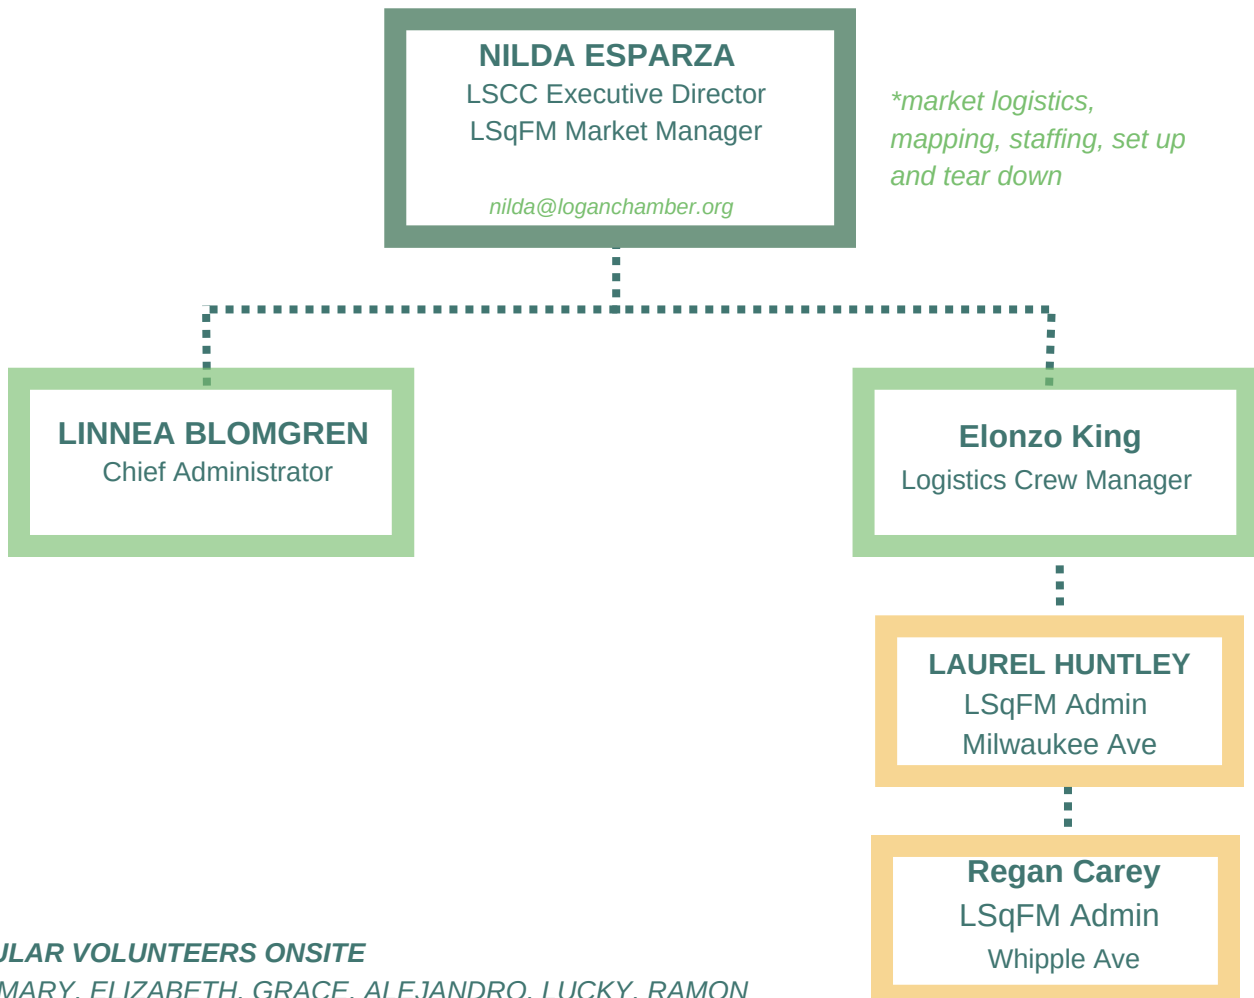 NILDA ESPARZA
LSCC Executive Director
LSqFM Market Manager
nilda@loganchamber.org
*market logistics,
mapping, staffing, set up
and tear down
LINNEA BLOMGREN
Chief Administrator
Elonzo King
Logistics Crew Manager
LAUREL HUNTLEY
LSqFM Admin
Milwaukee Ave
Regan Carey
LSqFM Admin
Whipple Ave
VOLUNTEERS ONSITE
MARY, ELIZABETH, GRACE, ALEJANDRO, LUCKY, RAMON